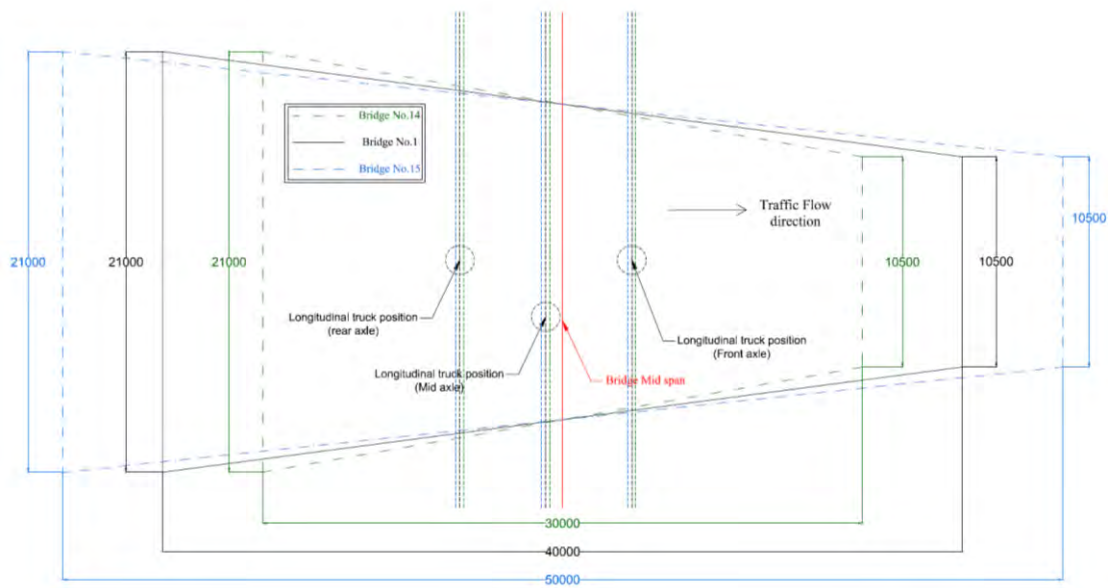 Bridge No.14
Bridge No.1
Bridge No.15
Traffic Flow
direction
21000
21000
21000
10500
10500
10500
Longitudinal truck position
(rear axle)
Longitudinal truck position
(Front axle)
Longitudinal truck position
(Mid axle)
Bridge Mid span
30000
40000
50000